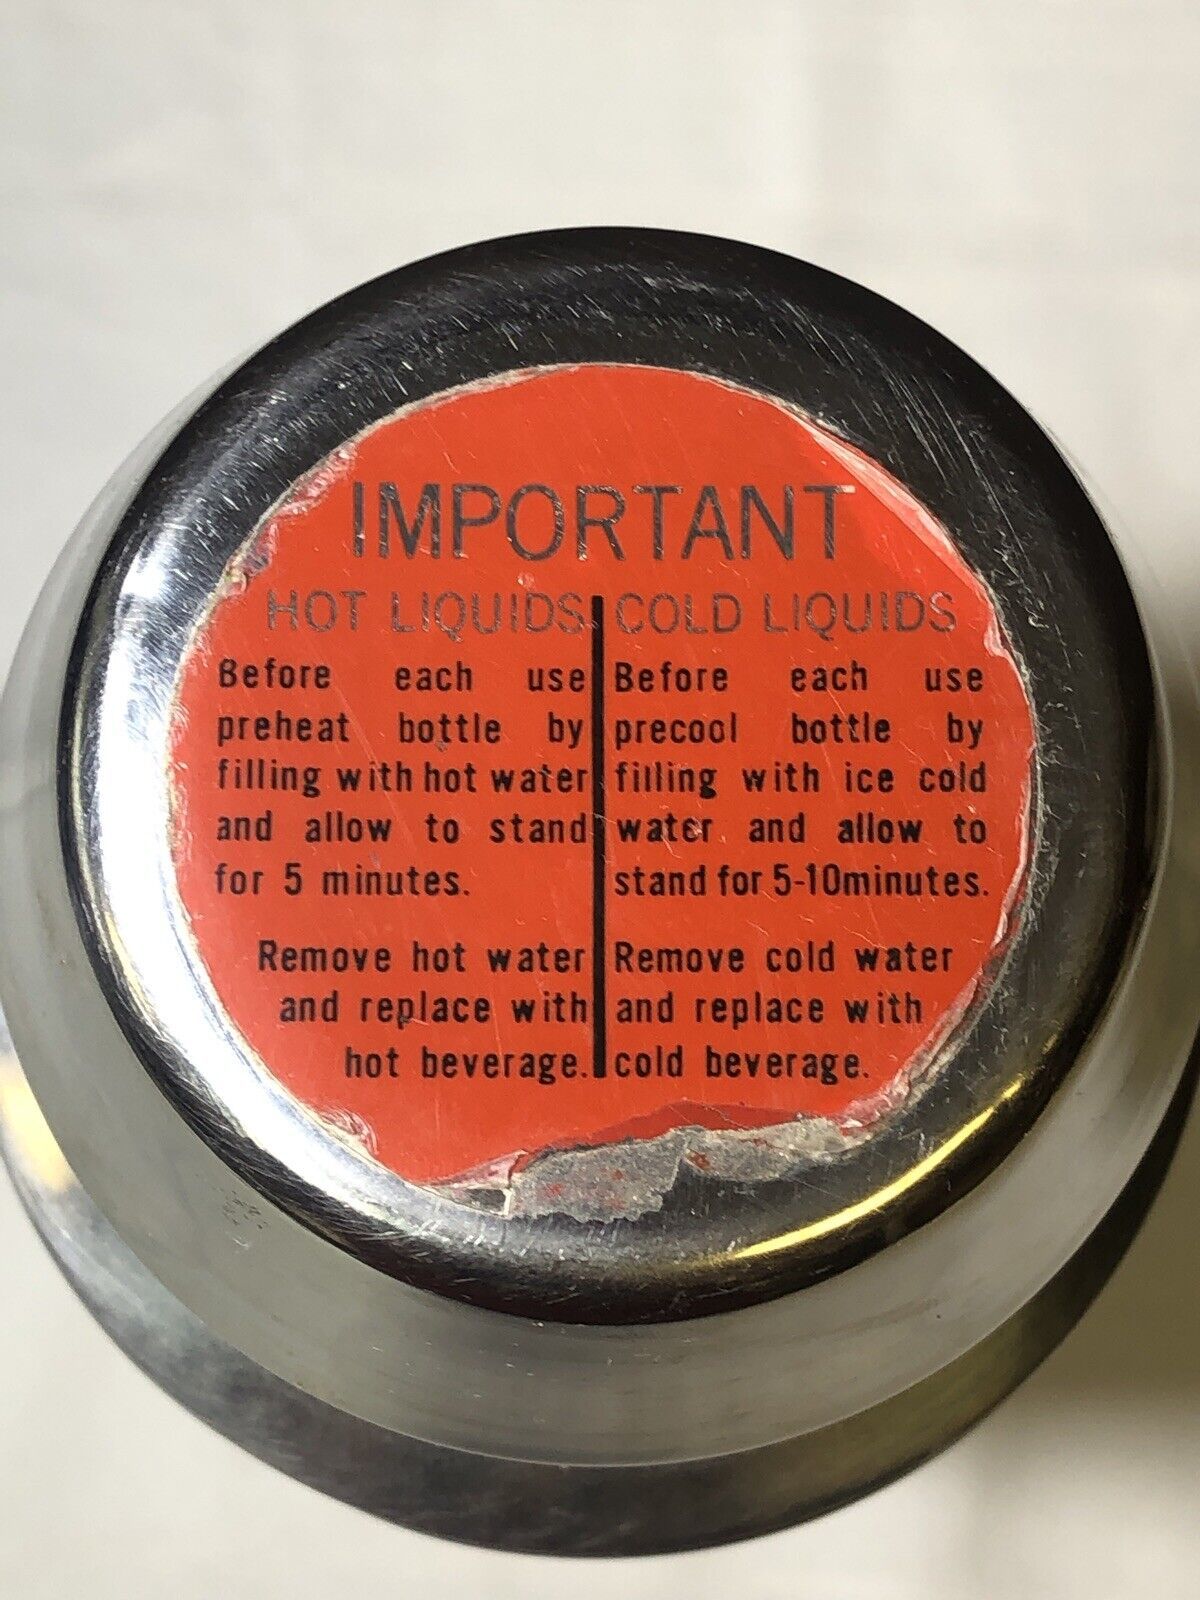 IMPORTANT
HOT LIQUIDS
Before each use
preheat bottle by
filling with hot water
and allow to stand
for 5 minutes.
Remove hot water
and replace with
hot beverage.
COLD LIQUIDS
Before each use
precool bottle by
filling with ice cold
water and allow to
stand for 5-10minutes.
Remove cold water
and replace with
cold beverage.